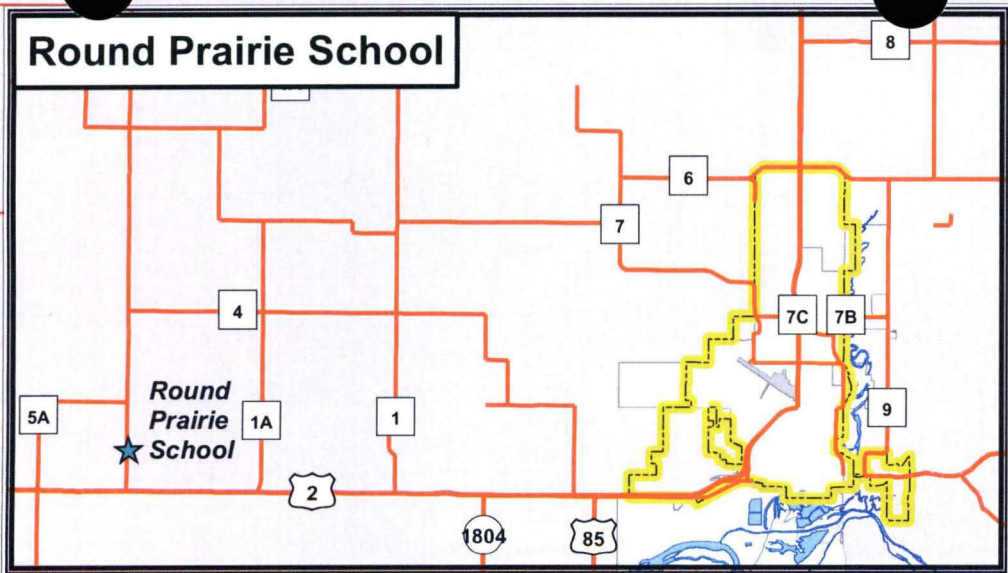 Round Prairie School
8
6
7
4
7C
7B
Round
Prairie
School
5A
1A
1
9
2
1804
85